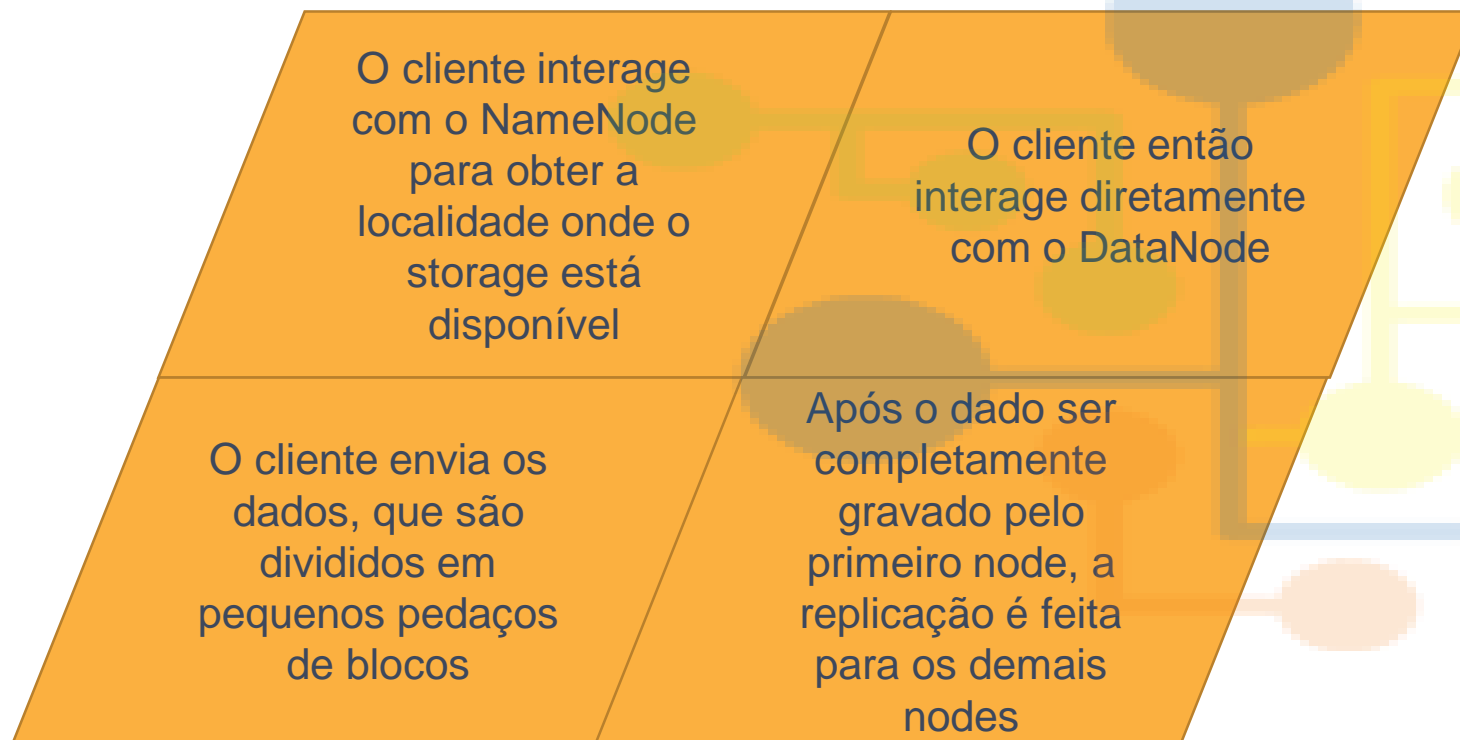 O cliente interage
com o NameNode
para obter a
localidade onde o
storage está
disponível
O cliente então
interage diretamente
com o DataNode
O cliente envia os
dados, que são
divididos em
pequenos pedaços
de blocos
Após o dado ser
completamente
gravado pelo
primeiro node, a
replicação é feita
para os demais
nodes